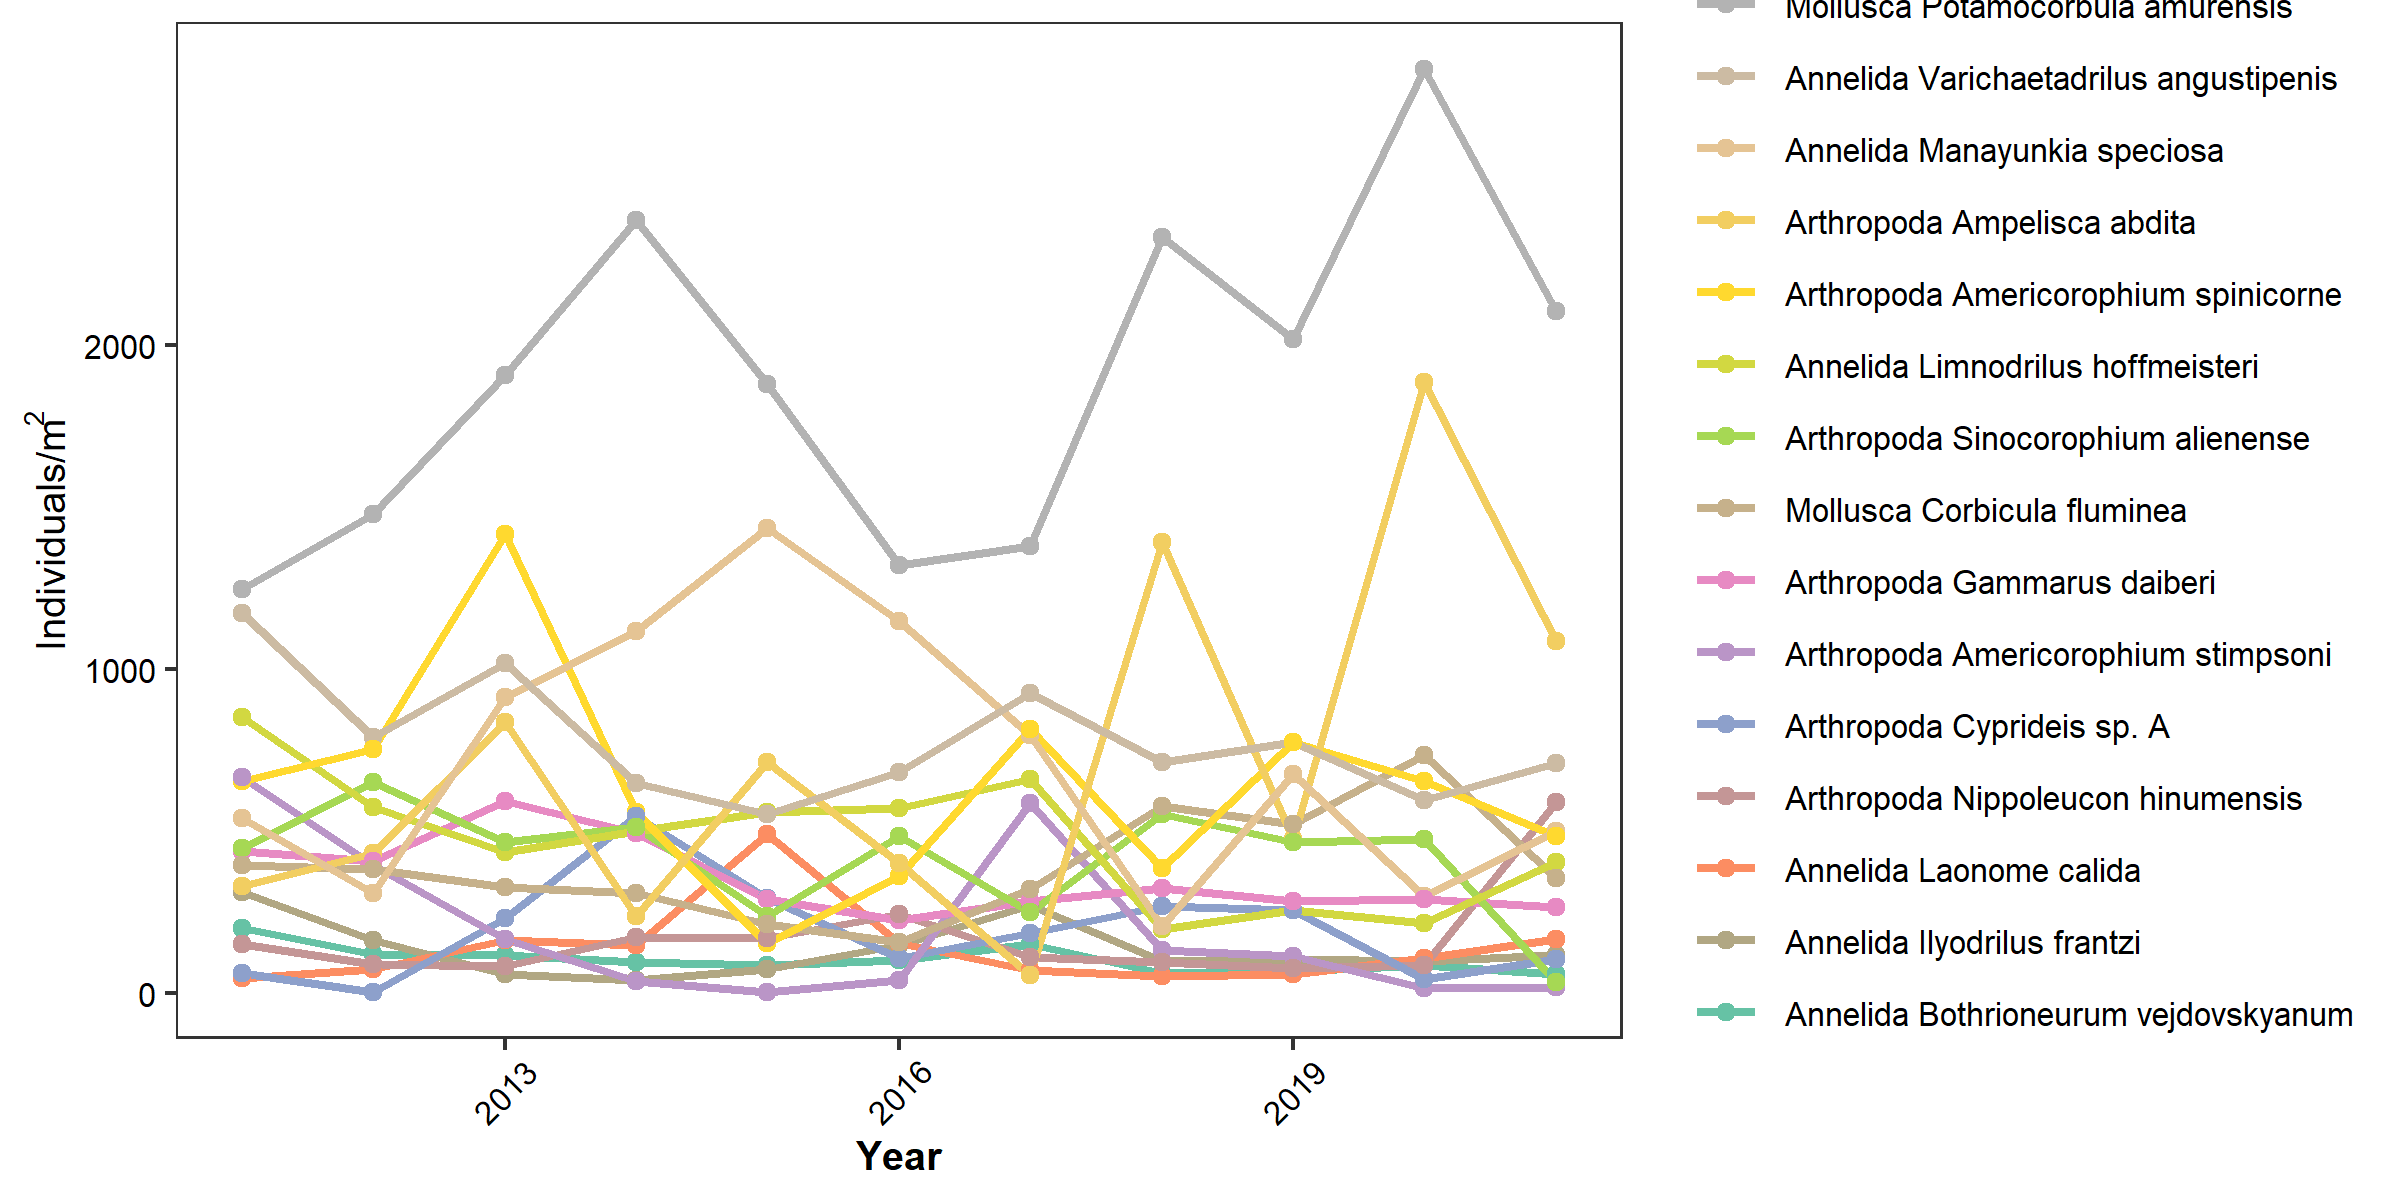 Mollusca Potamocorbula amurensis
Annelida Varichaetadrilus angustipenis
Annelida Manayunkia speciosa
Arthropoda Ampelisca abdita
Arthropoda Americorophium spinicorne
Annelida Limnodrilus hoffmeisteri
Arthropoda Sinocorophium alienense
Mollusca Corbicula fluminea
Arthropoda Gammarus daiberi
Arthropoda Americorophium stimpsoni
Arthropoda Cyprideis sp. A
Arthropoda Nippoleucon hinumensis
Annelida Laonome calida
Annelida Ilyodrilus frantzi
Annelida Bothrioneurum vejdovskyanum
Individuals/m²
2000
1000
0
2013
2016
2019
Year